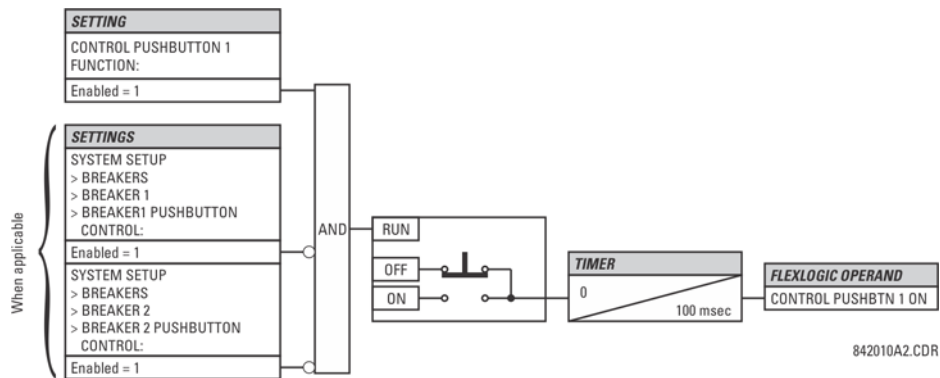 SETTING
CONTROL PUSHBUTTON 1
FUNCTION:
Enabled = 1
When applicable
SETTINGS
SYSTEM SETUP
> BREAKERS
> BREAKER 1
> BREAKER1 PUSHBUTTON
CONTROL:
Enabled = 1
SYSTEM SETUP
> BREAKERS
> BREAKER 2
> BREAKER 2 PUSHBUTTON
CONTROL:
Enabled = 1
AND
RUN
OFF
ON
TIMER
0
100 msec
FLEXLOGIC OPERAND
CONTROL PUSHBTN 1 ON
842010A2.CDR